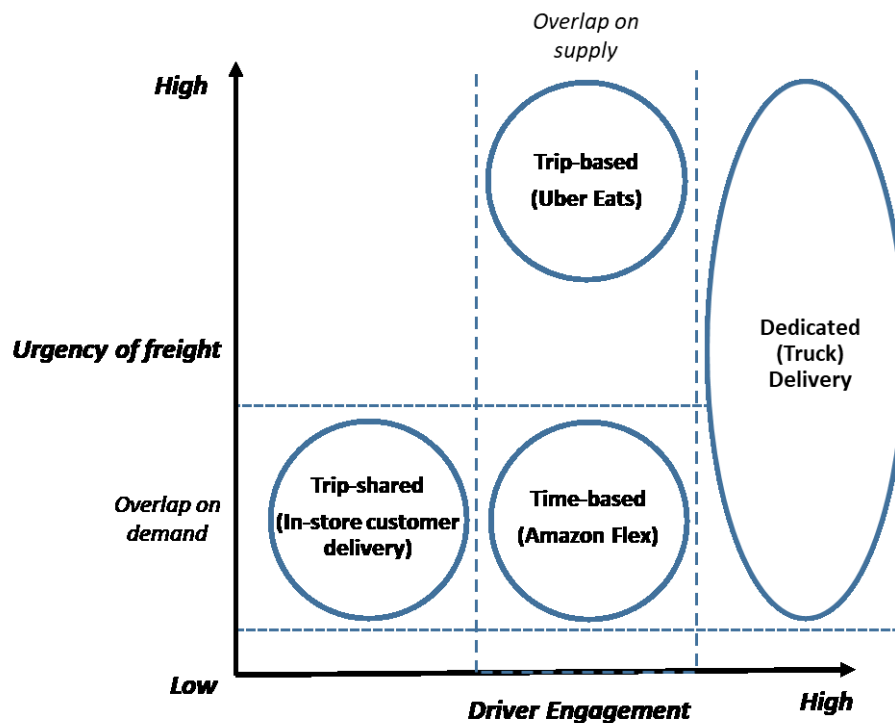 Overlap on
supply
High
Trip-based
(Uber Eats)
Urgency of freight
Dedicated
(Truck)
Delivery
Overlap on
demand
Trip-shared
(In-store customer
delivery)
Time-based
(Amazon Flex)
Low
Driver Engagement
High